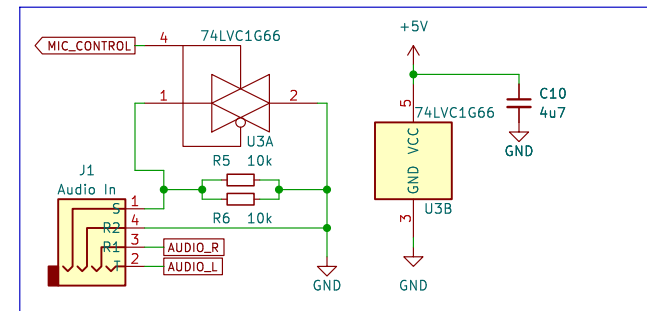 +5V
4 74LVC1G66
MIC_CONTROL
1 2
U3A
C10
4u7
GND
5
74LVC1G66
VCC
GND
U3B
3
GND
R5 10k
R6 10k
J1
Audio In
S 1
R2 4
R1 3 AUDIO_R
T 2 AUDIO_L
GND